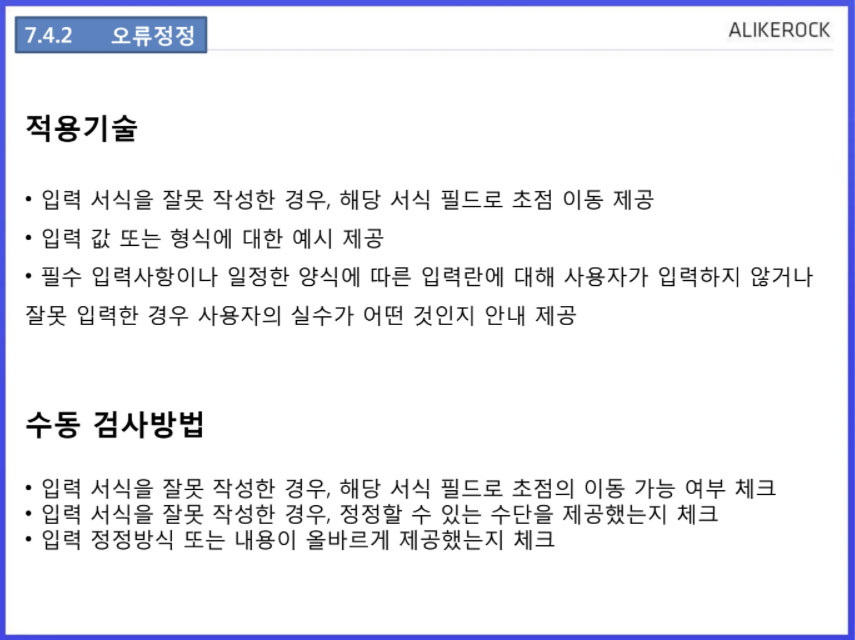 7.4.2 오류정정
ALIKEROCK
적용기술
• 입력 서식을 잘못 작성한 경우, 해당 서식 필드로 초점 이동 제공
• 입력 값 또는 형식에 대한 예시 제공
• 필수 입력사항이나 일정한 양식에 따른 입력란에 대해 사용자가 입력하지 않거나
잘못 입력한 경우 사용자의 실수가 어떤 것인지 안내 제공
수동 검사방법
• 입력 서식을 잘못 작성한 경우, 해당 서식 필드로 초점의 이동 가능 여부 체크
• 입력 서식을 잘못 작성한 경우, 정정할 수 있는 수단을 제공했는지 체크
• 입력 정정방식 또는 내용이 올바르게 제공했는지 체크